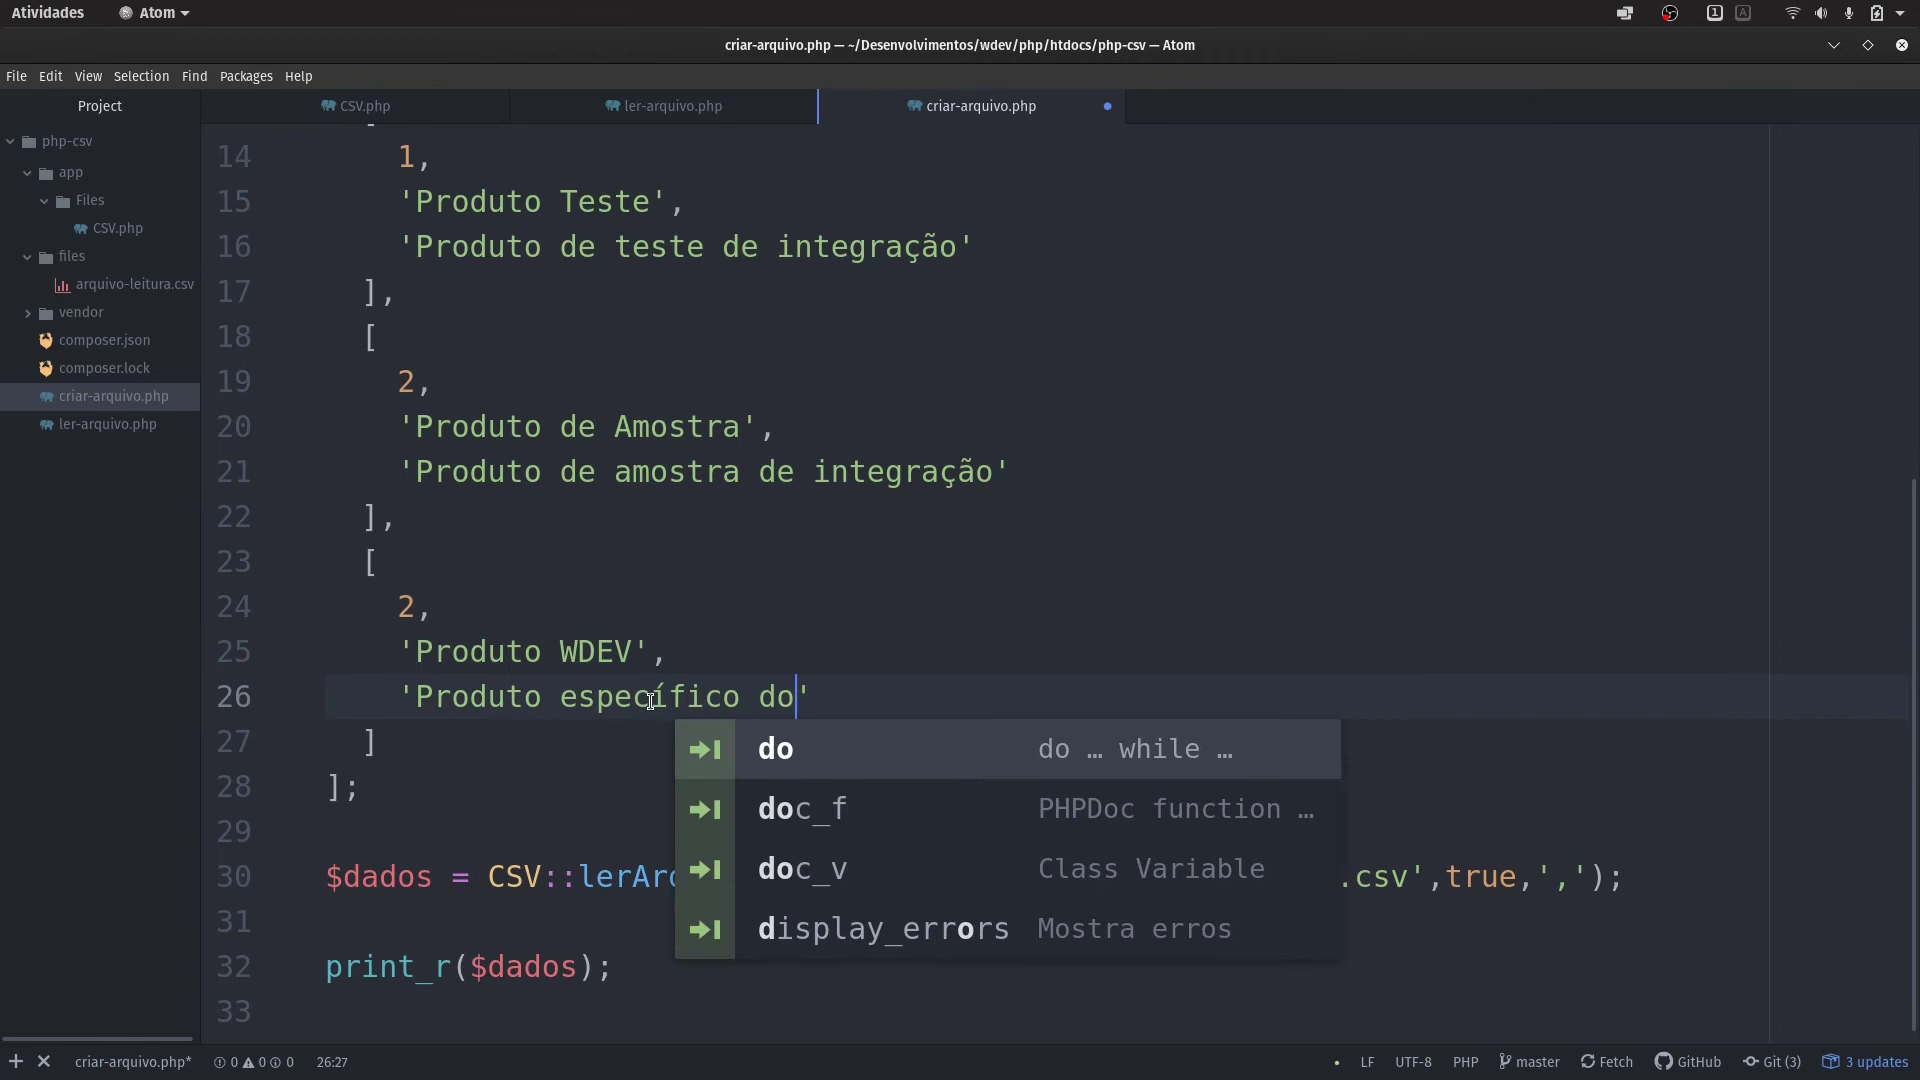 Atividades Atom 1 A
criar-arquivo.php — ~/Desenvolvimentos/wdev/php/htdocs/php-csv — Atom
File Edit View Selection Find Packages Help
Project
CSV.php ler-arquivo.php criar-arquivo.php
php-csv
app
Files
CSV.php
files
arquivo-leitura.csv
vendor
composer.json
composer.lock
criar-arquivo.php
ler-arquivo.php
14 1,
15 'Produto Teste',
16 'Produto de teste de integração'
17 ],
18 [
19 2,
20 'Produto de Amostra',
21 'Produto de amostra de integração'
22 ],
23 [
24 2,
25 'Produto WDEV',
26 'Produto específico do'
27 ]
28 ];
29
30 $dados = CSV::lerArq .csv',true,',');
31
32 print_r($dados);
33
do do … while …
doc_f PHPDoc function …
doc_v Class Variable
display_errors Mostra erros
criar-arquivo.php* 0 0 0 26:27 LF UTF-8 PHP master Fetch GitHub Git (3) 3 updates